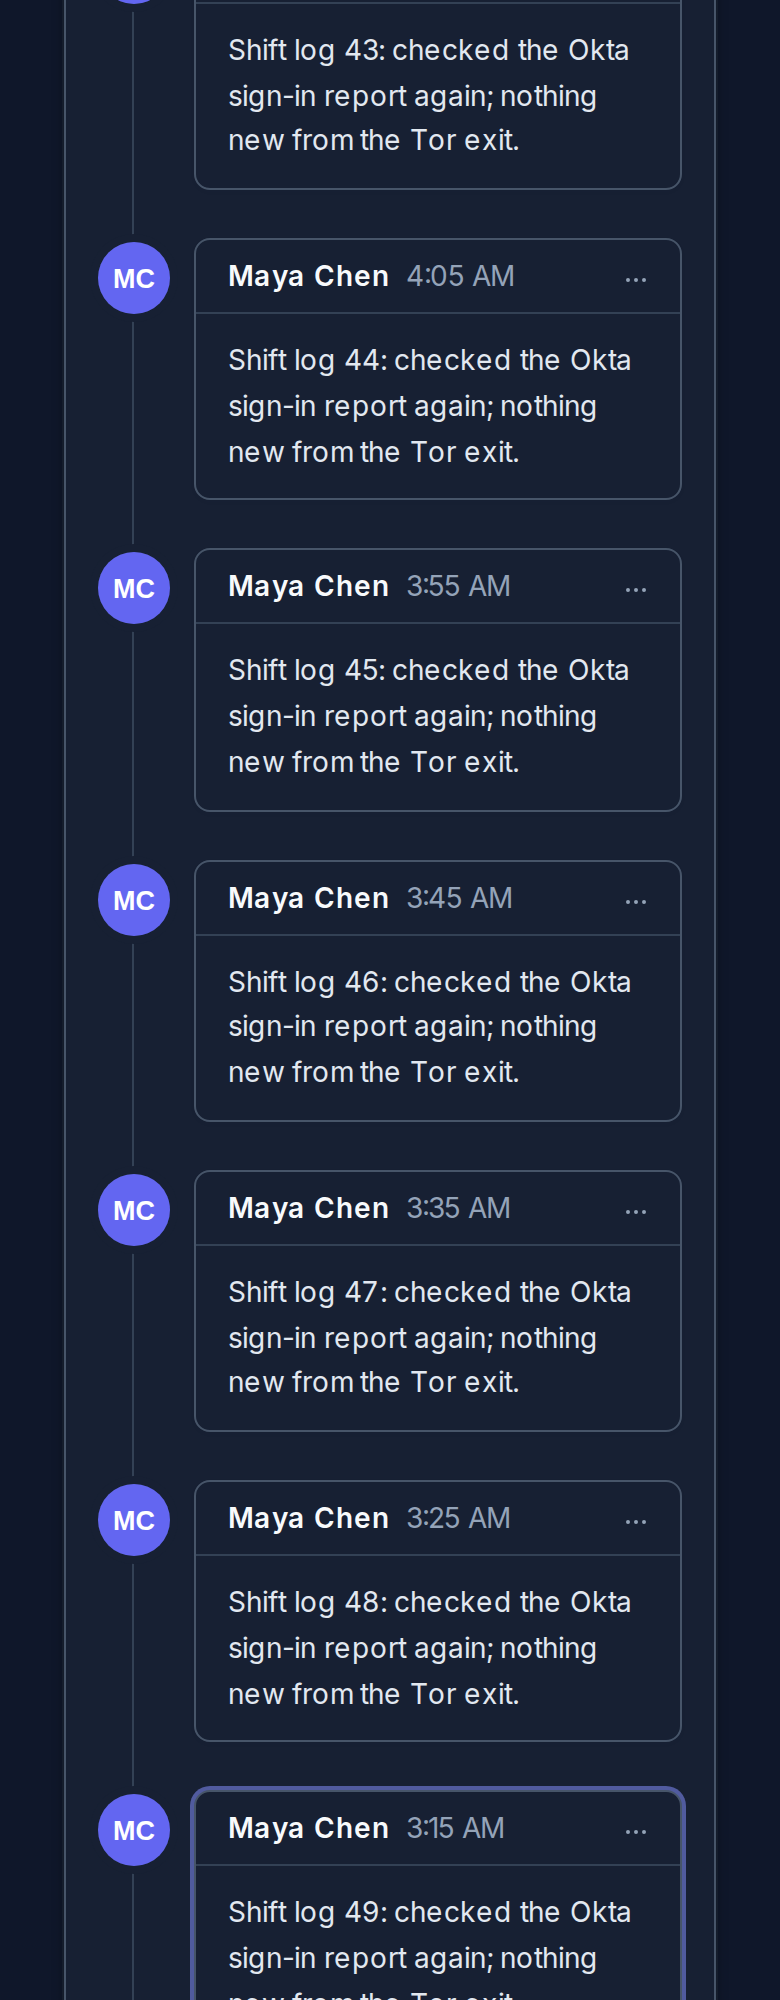 Shift log 43: checked the Okta
sign-in report again; nothing
new from the Tor exit.
MC
Maya Chen 4:05 AM
Shift log 44: checked the Okta
sign-in report again; nothing
new from the Tor exit.
MC
Maya Chen 3:55 AM
Shift log 45: checked the Okta
sign-in report again; nothing
new from the Tor exit.
MC
Maya Chen 3:45 AM
Shift log 46: checked the Okta
sign-in report again; nothing
new from the Tor exit.
MC
Maya Chen 3:35 AM
Shift log 47: checked the Okta
sign-in report again; nothing
new from the Tor exit.
MC
Maya Chen 3:25 AM
Shift log 48: checked the Okta
sign-in report again; nothing
new from the Tor exit.
MC
Maya Chen 3:15 AM
Shift log 49: checked the Okta
sign-in report again; nothing